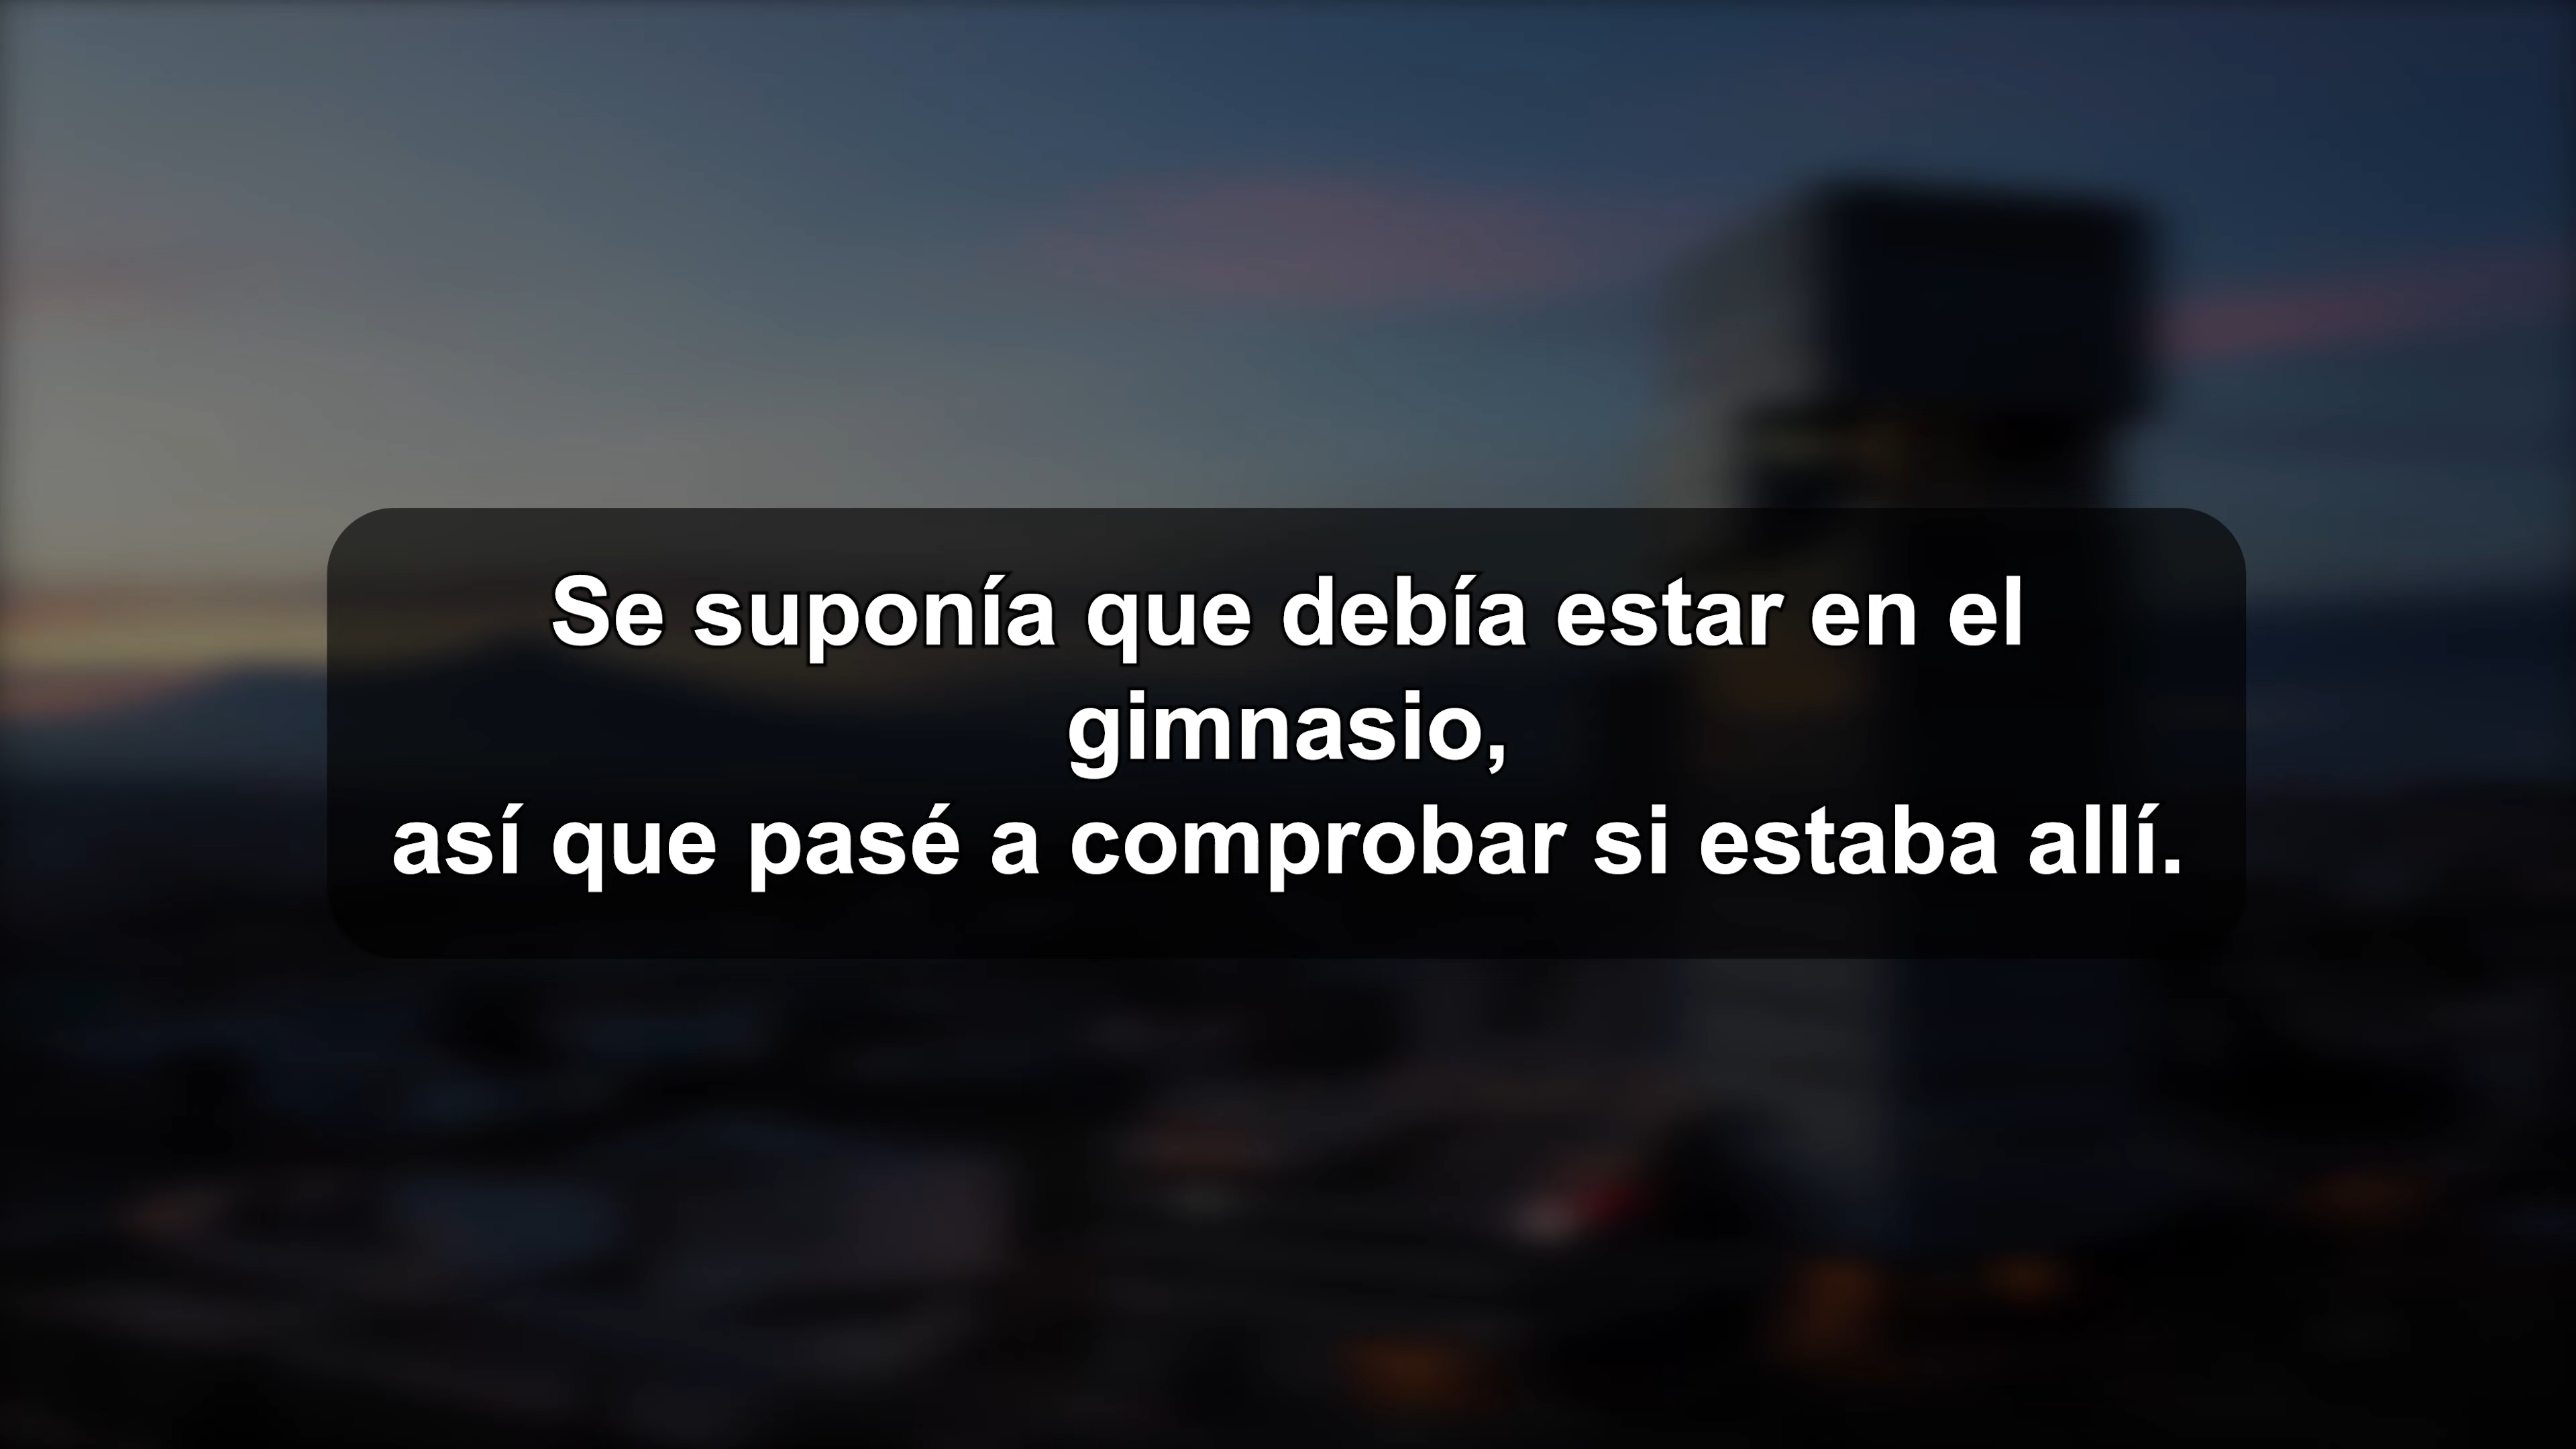 Se suponía que debía estar en el
gimnasio,
así que pasé a comprobar si estaba allí.